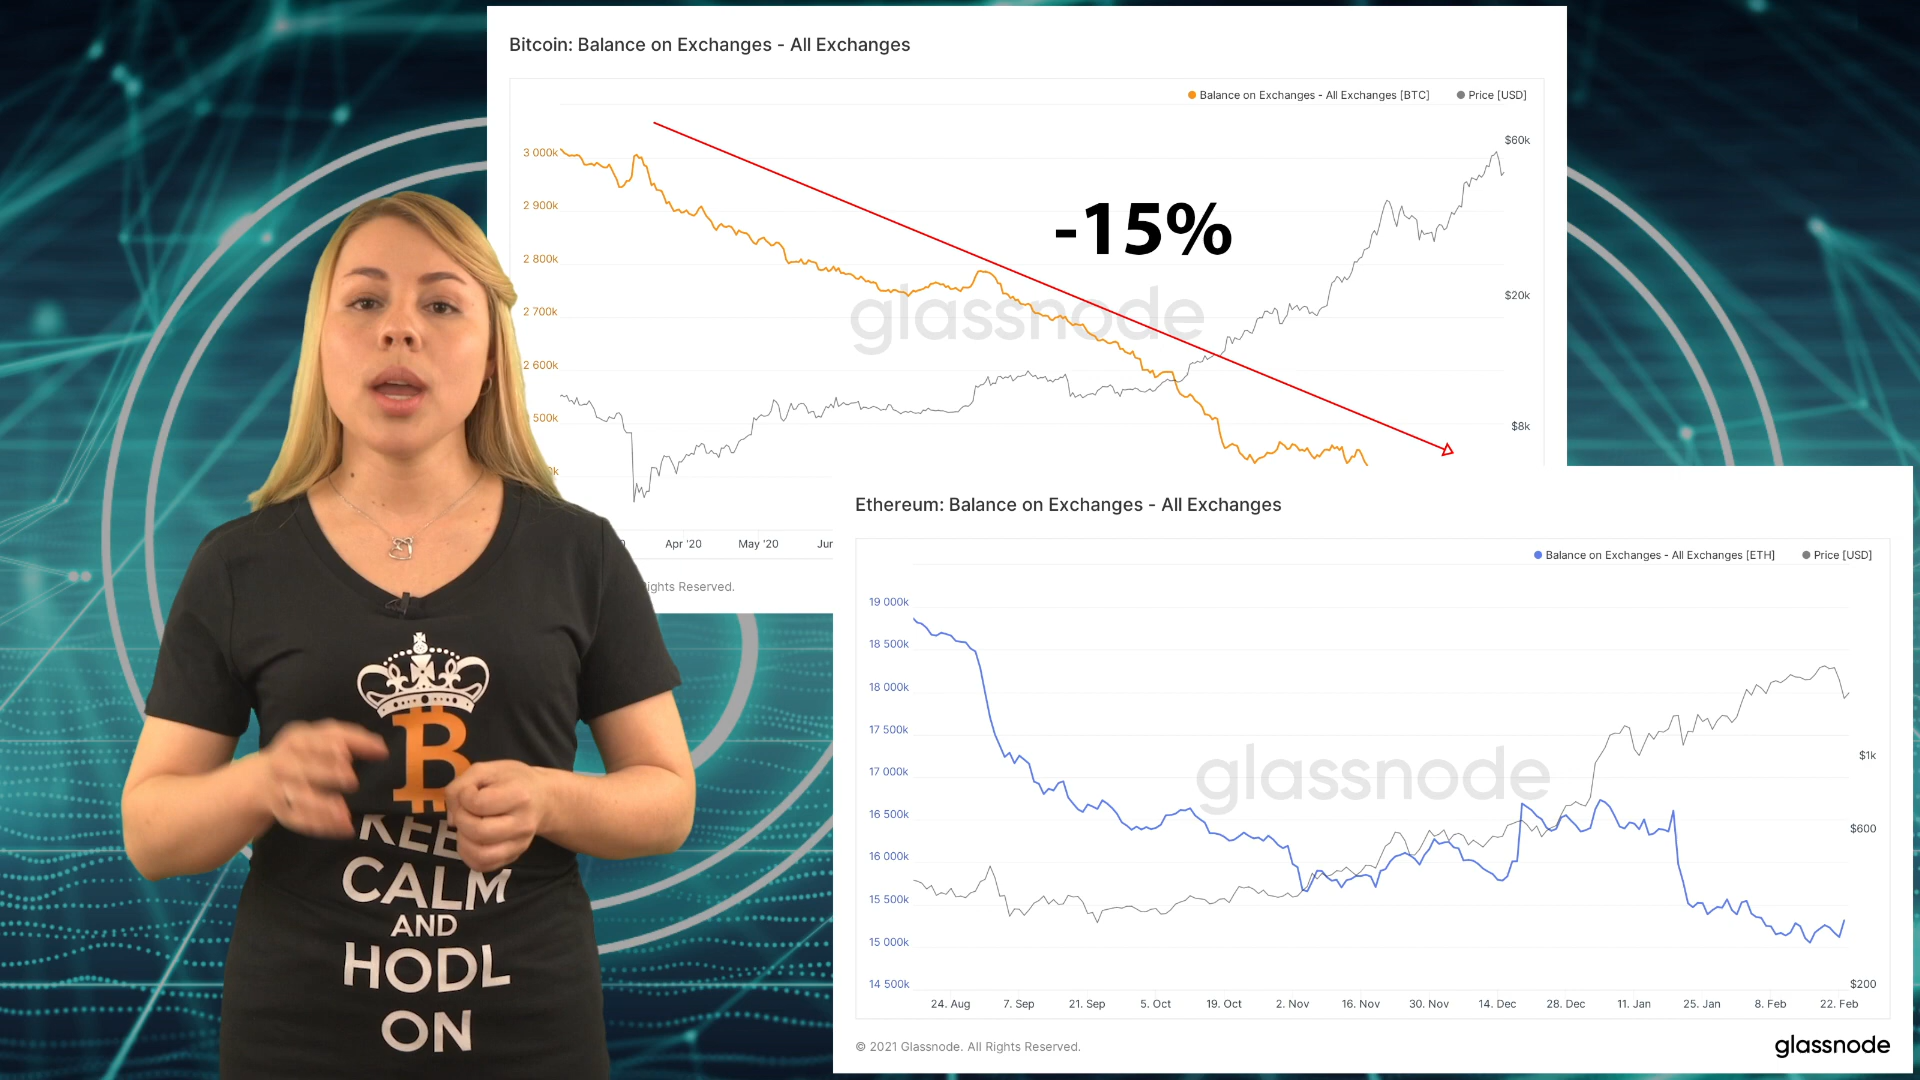 Bitcoin: Balance on Exchanges - All Exchanges
Balance on Exchanges - All Exchanges [BTC] Price [USD]
3 000k
2 900k
2 800k
2 700k
2 600k
500k
k
$60k
$20k
$8k
-15%
glassnode
Apr '20 May '20 Jun
ights Reserved.
Ethereum: Balance on Exchanges - All Exchanges
Balance on Exchanges - All Exchanges [ETH] Price [USD]
19 000k
18 500k
18 000k
17 500k
17 000k
16 500k
16 000k
15 500k
15 000k
14 500k
$1k
$600
$200
glassnode
24. Aug 7. Sep 21. Sep 5. Oct 19. Oct 2. Nov 16. Nov 30. Nov 14. Dec 28. Dec 11. Jan 25. Jan 8. Feb 22. Feb
© 2021 Glassnode. All Rights Reserved.
glassnode
B
KEE
CALM
AND
HODL
ON